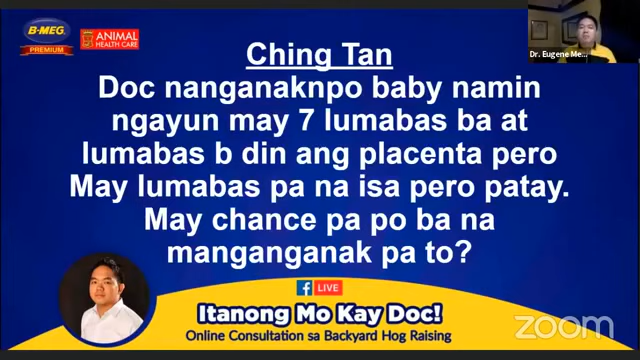 B-MEG
PREMIUM
ANIMAL
HEALTH CARE
Dr. Eugene Me...
Ching Tan
Doc nanganaknpo baby namin
ngayun may 7 lumabas ba at
lumabas b din ang placenta pero
May lumabas pa na isa pero patay.
May chance pa po ba na
manganganak pa to?
f LIVE
Itanong Mo Kay Doc!
Online Consultation sa Backyard Hog Raising
zoom